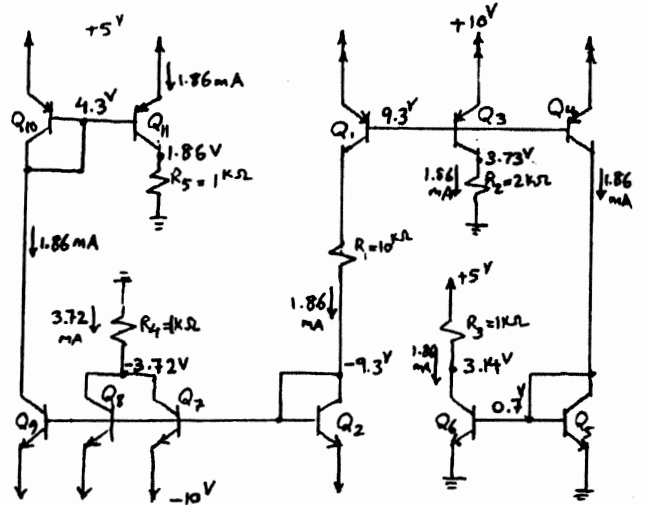 +5V
+10V
1.86mA
Q10
4.3V
Q11
Q1
9.3V
Q3
Q4
1.86V
R5=1KΩ
3.73V
1.86 mA
R2=2KΩ
1.86 mA
1.86mA
R1=10KΩ
+5V
3.72 mA
R4=1KΩ
1.86 mA
R3=1KΩ
-3.72V
-9.3V
1.86 mA
3.14V
Q9
Q8
Q7
Q2
Q6
0.7V
Q5
-10V